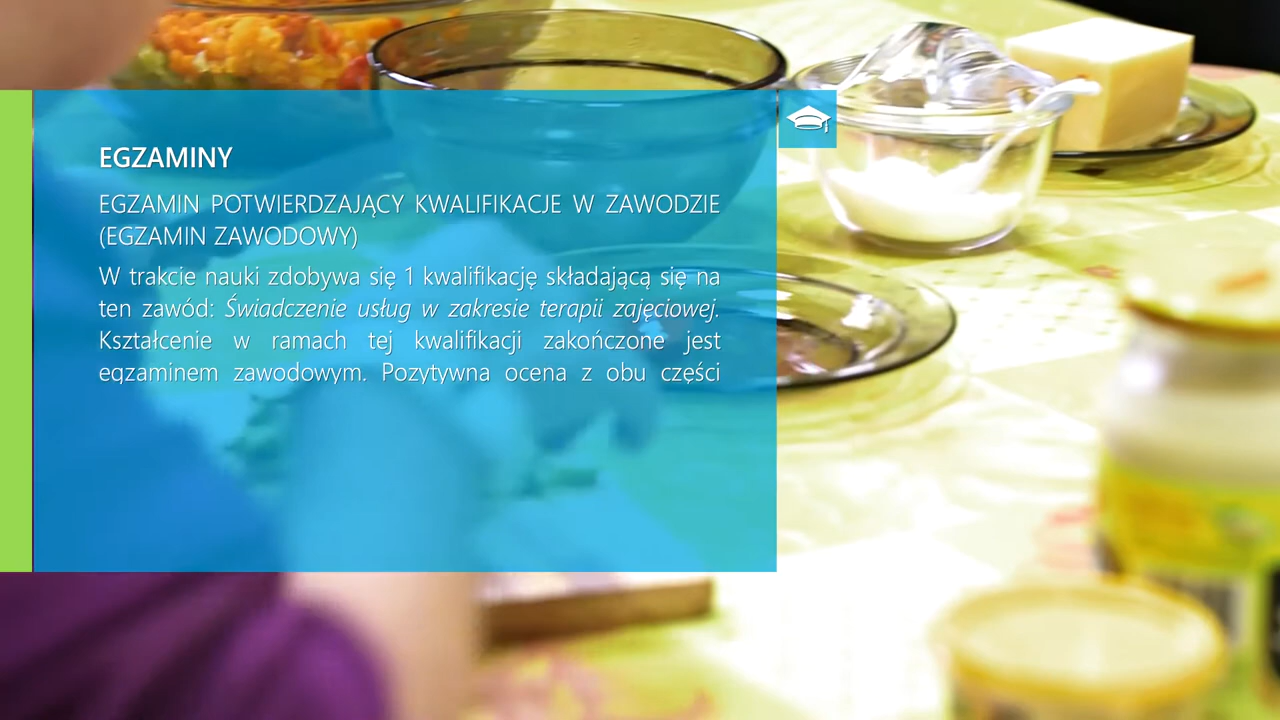 EGZAMINY
EGZAMIN POTWIERDZAJĄCY KWALIFIKACJE W ZAWODZIE
(EGZAMIN ZAWODOWY)
W trakcie nauki zdobywa się 1 kwalifikację składającą się na
ten zawód: Świadczenie usług w zakresie terapii zajęciowej.
Kształcenie w ramach tej kwalifikacji zakończone jest
egzaminem zawodowym. Pozytywna ocena z obu części